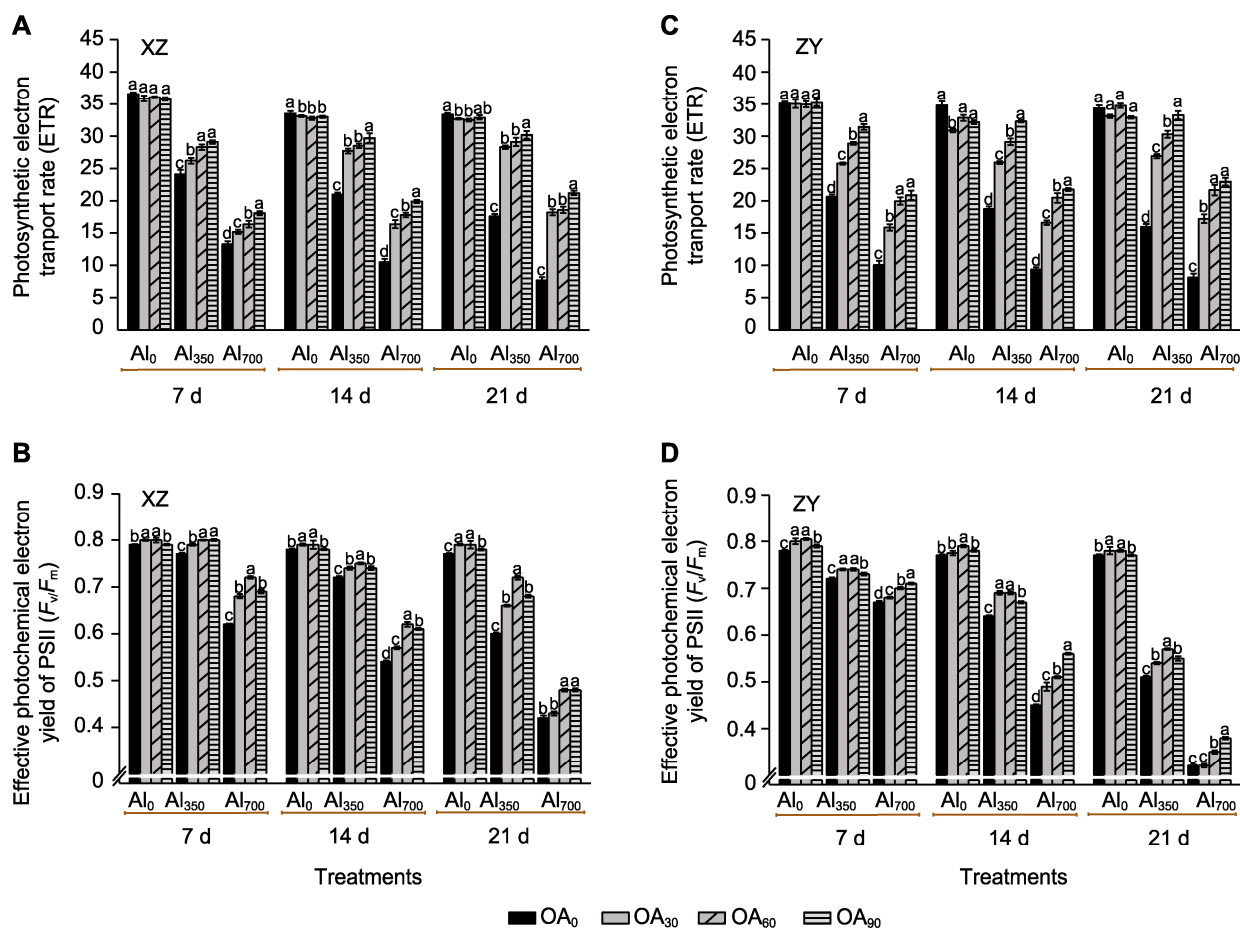 A
XZ
Photosynthetic electron
tranport rate (ETR)
45
40
35
30
25
20
15
10
5
0
a a a a c b a a d c b a
a b b b c b b a d c b a
a b b ab c b b a c b b a
Al0 Al350 Al700 Al0 Al350 Al700 Al0 Al350 Al700
7 d 14 d 21 d
C
ZY
Photosynthetic electron
tranport rate (ETR)
45
40
35
30
25
20
15
10
5
0
a a a a d c b a c b a a
a b a a d c b a d c b a
a a a a d c b a c b a a
Al0 Al350 Al700 Al0 Al350 Al700 Al0 Al350 Al700
7 d 14 d 21 d
B
XZ
Effective photochemical electron
yield of PSII (Fv/Fm)
0.9
0.8
0.7
0.6
0.5
0.4
0
b a a b c b a a c b a b
b a a b c b a b d c a b
c a a b c b a b b b a a
Al0 Al350 Al700 Al0 Al350 Al700 Al0 Al350 Al700
7 d 14 d 21 d
Treatments
D
ZY
Effective photochemical electron
yield of PSII (Fv/Fm)
0.9
0.8
0.7
0.6
0.5
0.4
0
c a a b c a a b d c b a
b b a b c a a b c b b a
b a a b c b a b c c b a
Al0 Al350 Al700 Al0 Al350 Al700 Al0 Al350 Al700
7 d 14 d 21 d
Treatments
OA0 OA30 OA60 OA90